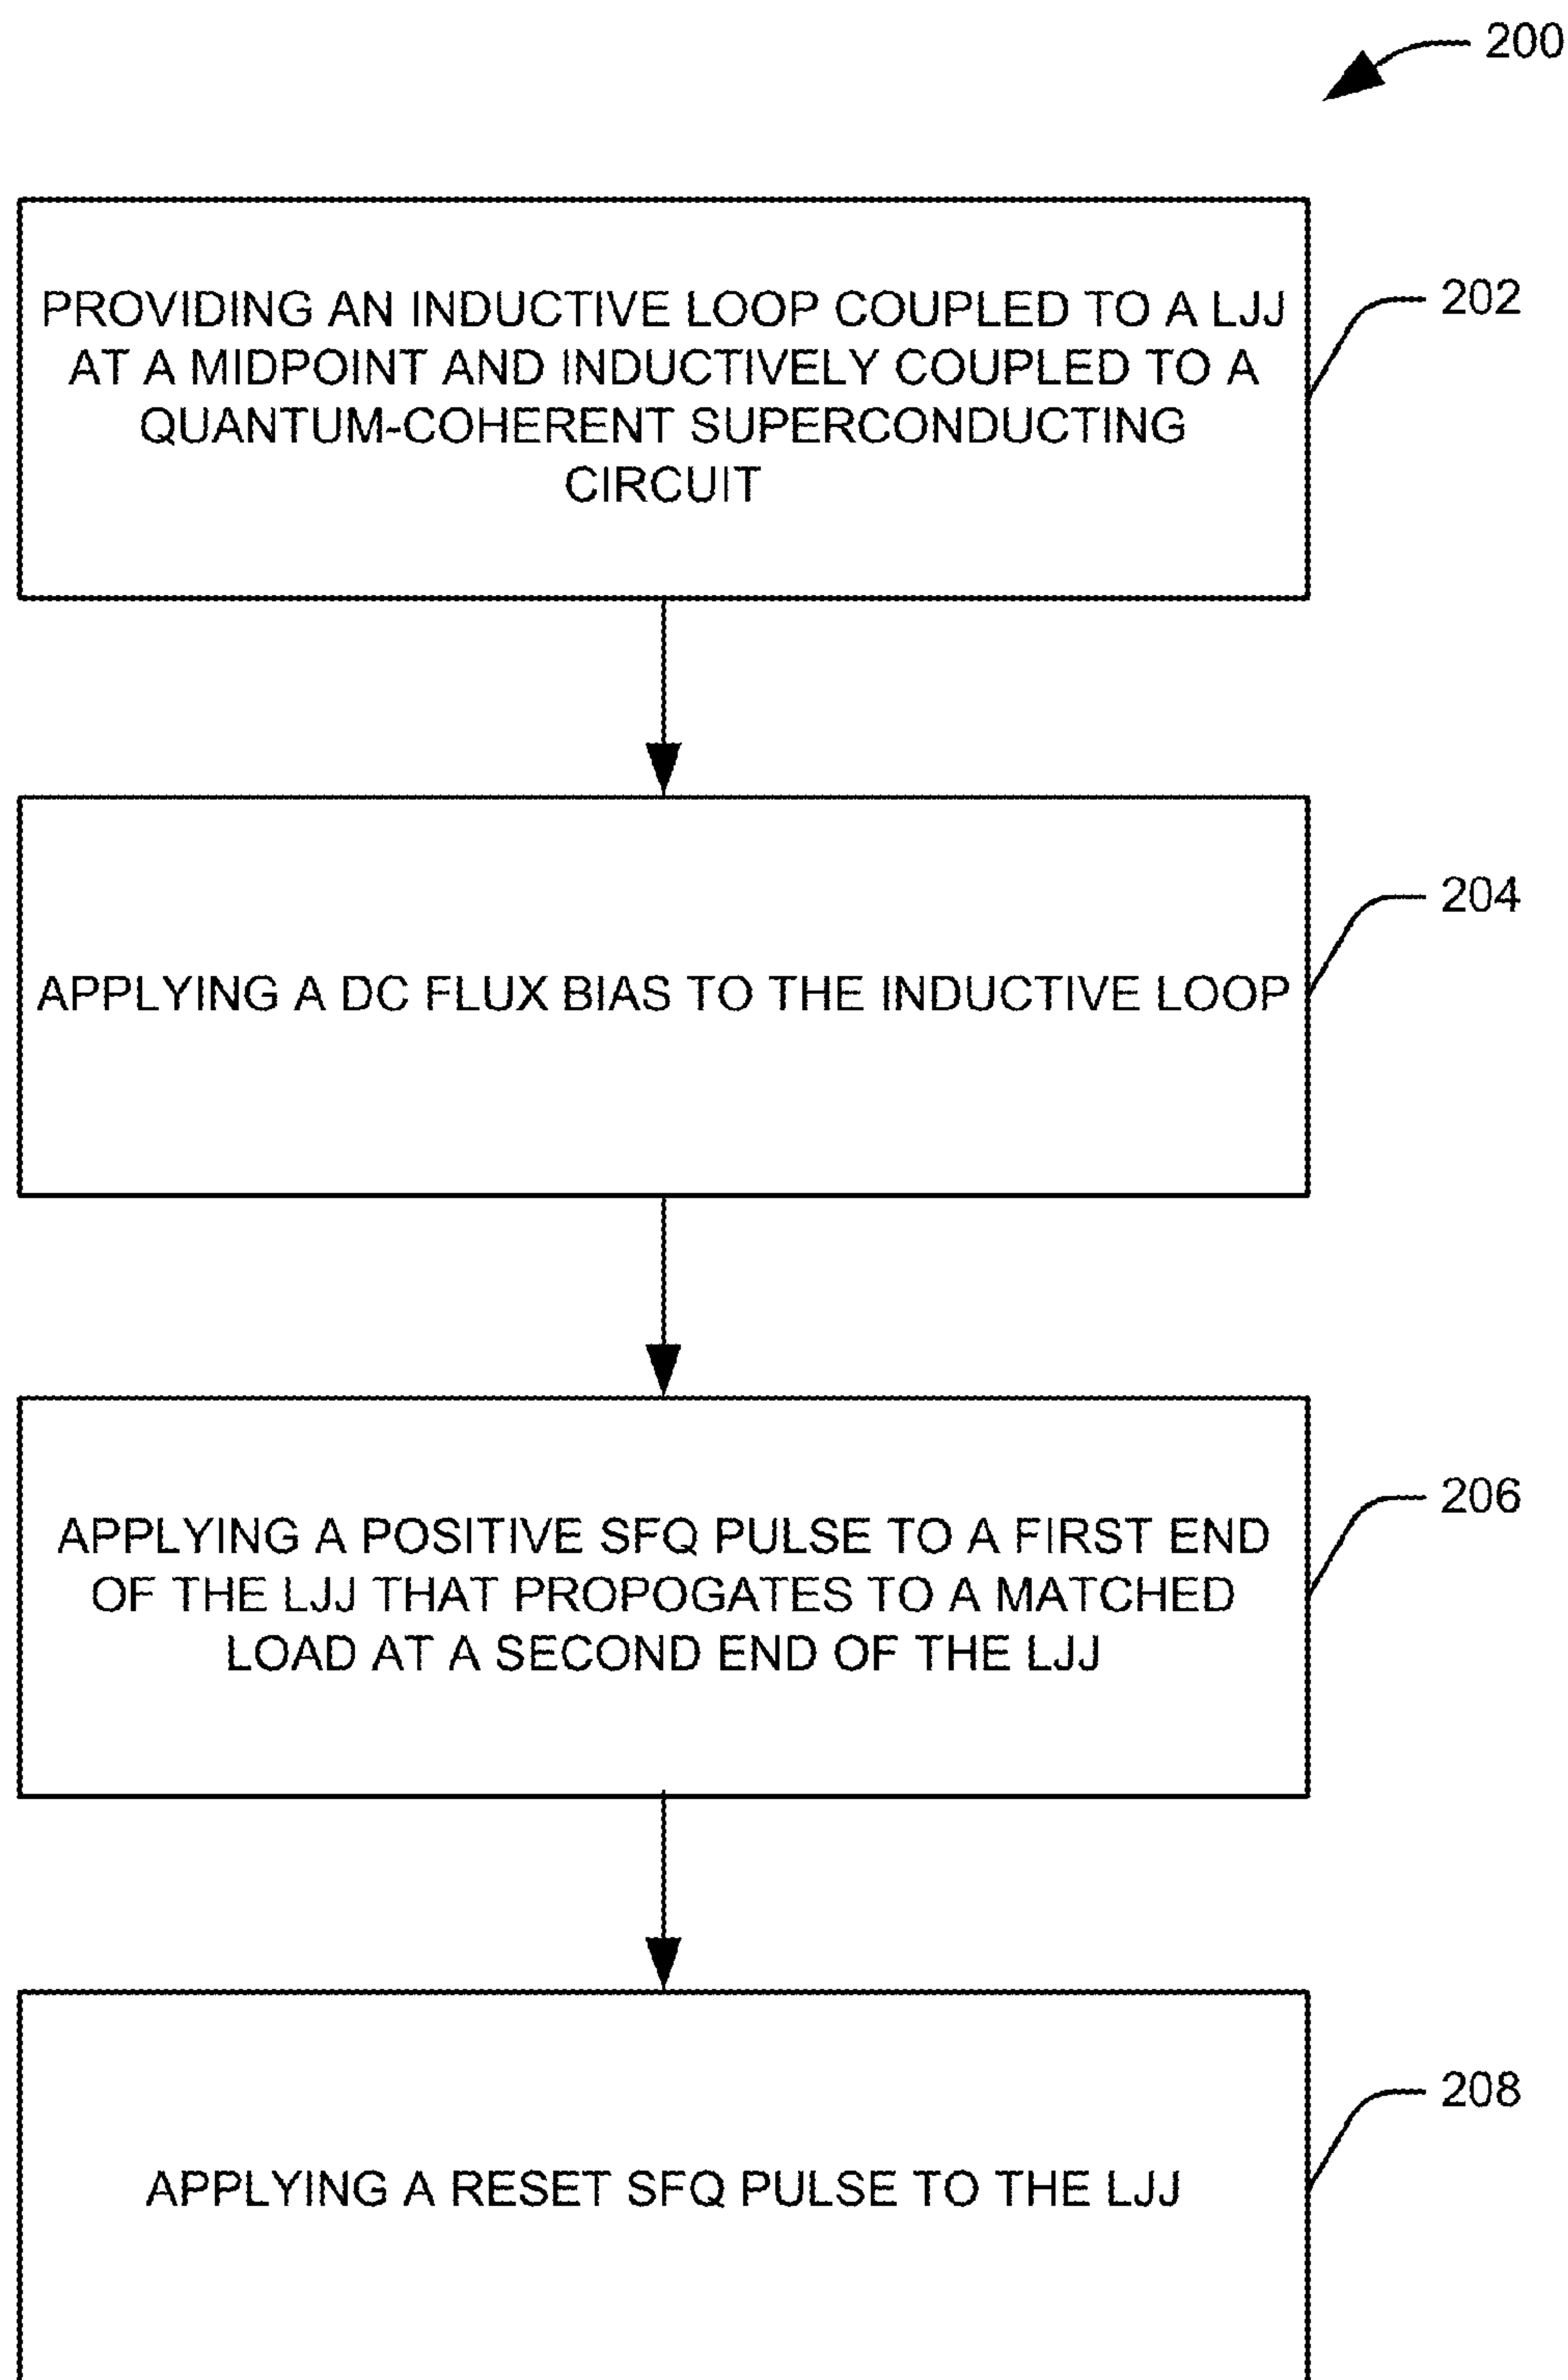 200
PROVIDING AN INDUCTIVE LOOP COUPLED TO A LJJ
AT A MIDPOINT AND INDUCTIVELY COUPLED TO A
QUANTUM-COHERENT SUPERCONDUCTING
CIRCUIT
202
APPLYING A DC FLUX BIAS TO THE INDUCTIVE LOOP
204
APPLYING A POSITIVE SFQ PULSE TO A FIRST END
OF THE LJJ THAT PROPOGATES TO A MATCHED
LOAD AT A SECOND END OF THE LJJ
206
APPLYING A RESET SFQ PULSE TO THE LJJ
208